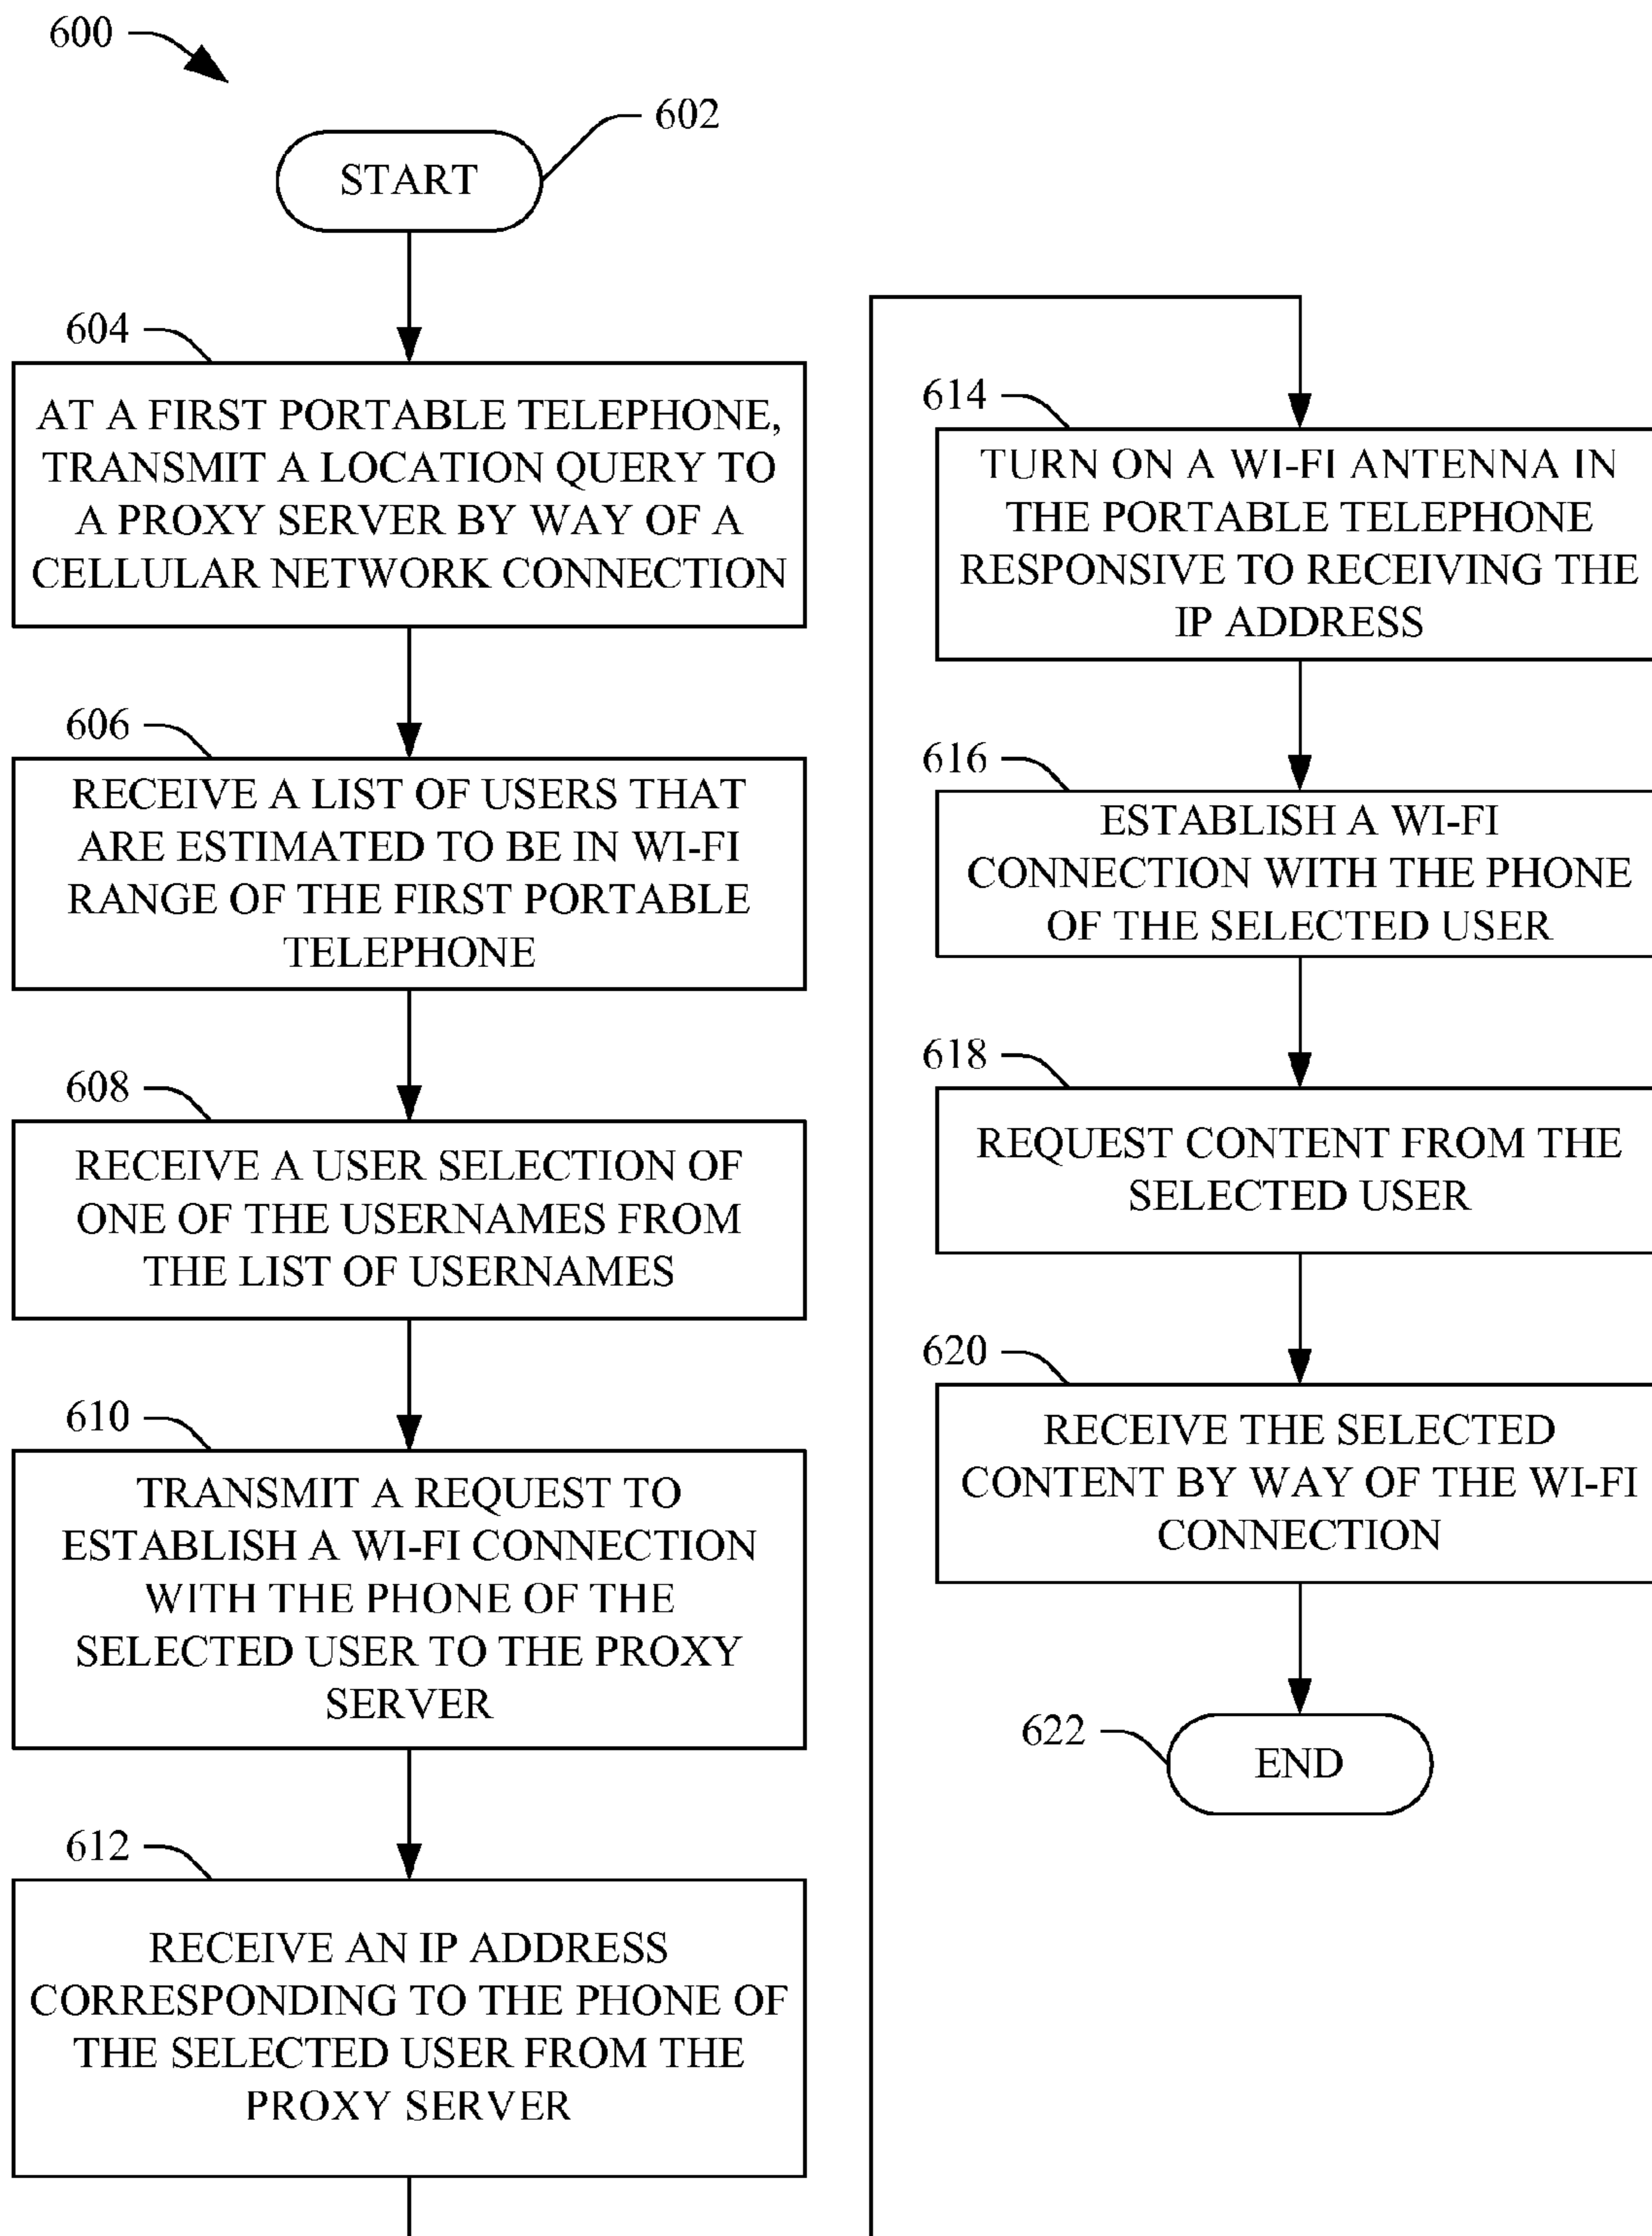 600
602
START
604
AT A FIRST PORTABLE TELEPHONE,
TRANSMIT A LOCATION QUERY TO
A PROXY SERVER BY WAY OF A
CELLULAR NETWORK CONNECTION
606
RECEIVE A LIST OF USERS THAT
ARE ESTIMATED TO BE IN WI-FI
RANGE OF THE FIRST PORTABLE
TELEPHONE
608
RECEIVE A USER SELECTION OF
ONE OF THE USERNAMES FROM
THE LIST OF USERNAMES
610
TRANSMIT A REQUEST TO
ESTABLISH A WI-FI CONNECTION
WITH THE PHONE OF THE
SELECTED USER TO THE PROXY
SERVER
612
RECEIVE AN IP ADDRESS
CORRESPONDING TO THE PHONE OF
THE SELECTED USER FROM THE
PROXY SERVER
614
TURN ON A WI-FI ANTENNA IN
THE PORTABLE TELEPHONE
RESPONSIVE TO RECEIVING THE
IP ADDRESS
616
ESTABLISH A WI-FI
CONNECTION WITH THE PHONE
OF THE SELECTED USER
618
REQUEST CONTENT FROM THE
SELECTED USER
620
RECEIVE THE SELECTED
CONTENT BY WAY OF THE WI-FI
CONNECTION
622
END